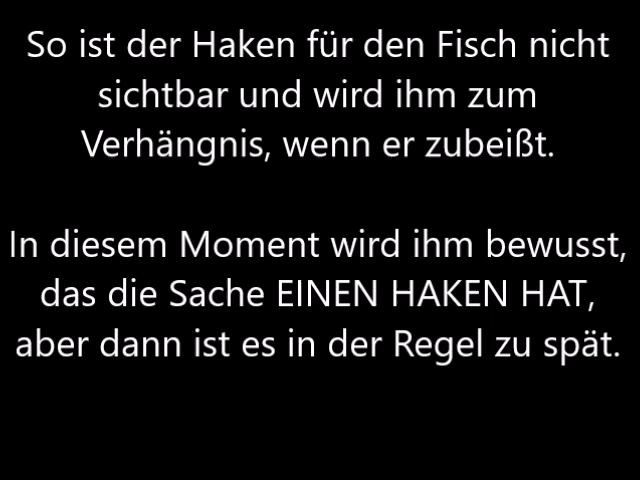 So ist der Haken für den Fisch nicht
sichtbar und wird ihm zum
Verhängnis, wenn er zubeißt.
In diesem Moment wird ihm bewusst,
das die Sache EINEN HAKEN HAT,
aber dann ist es in der Regel zu spät.